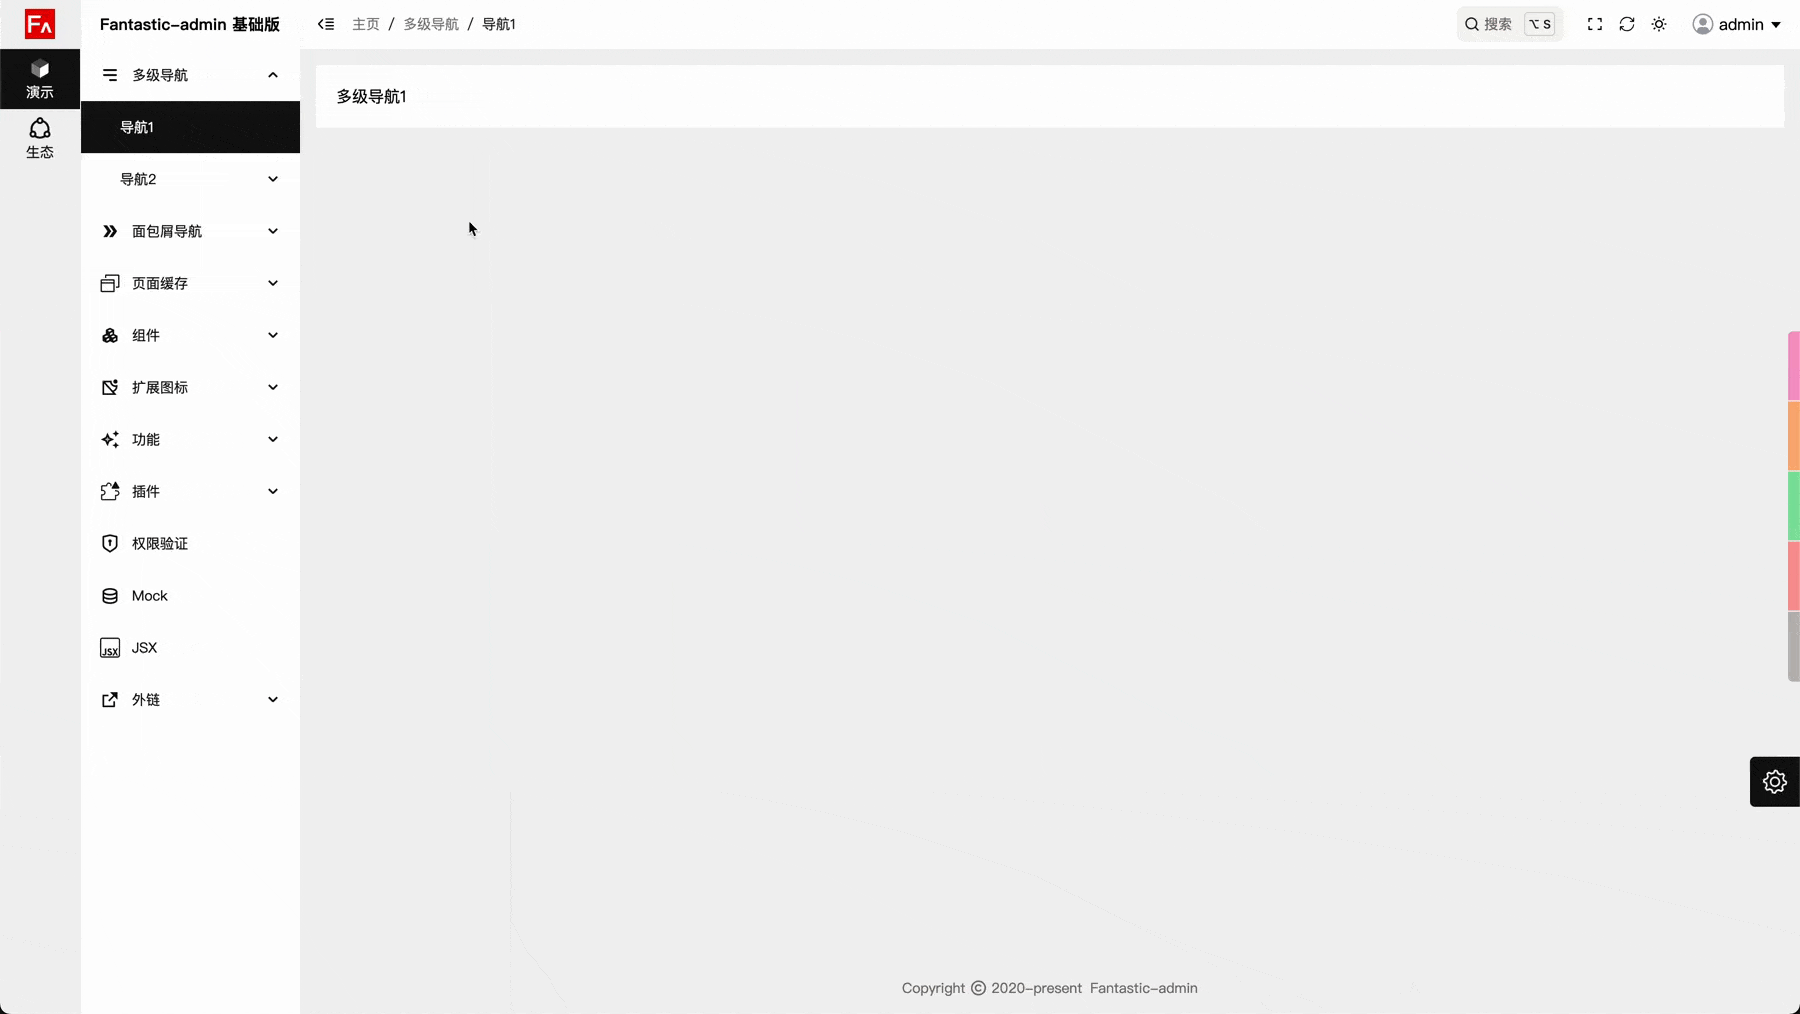 FA
Fantastic-admin 基础版
主页 / 多级导航 / 导航1
搜索 ⌥ S
admin
演示
生态
多级导航
导航1
导航2
面包屑导航
页面缓存
组件
扩展图标
功能
插件
权限验证
Mock
JSX JSX
外链
多级导航1
Copyright © 2020-present Fantastic-admin